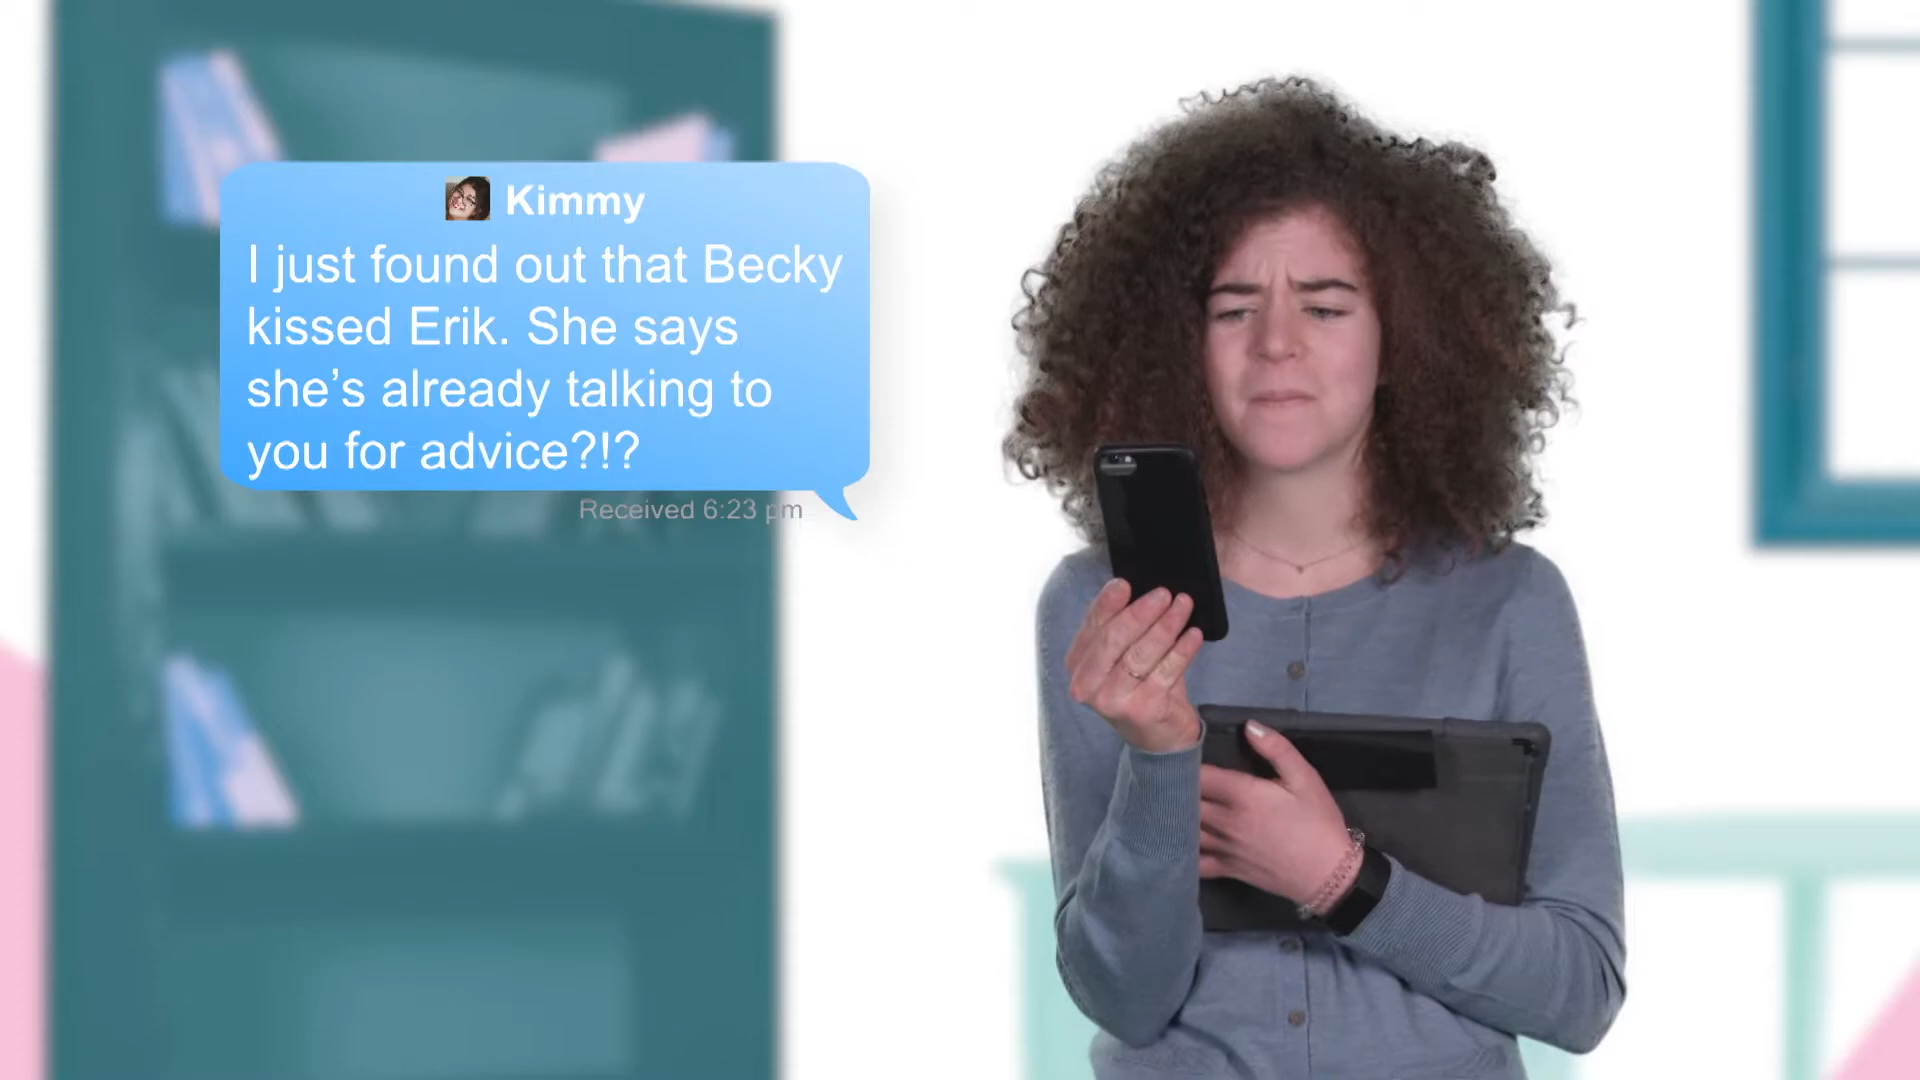 Kimmy
I just found out that Becky
kissed Erik. She says
she’s already talking to
you for advice?!?
Received 6:23 pm